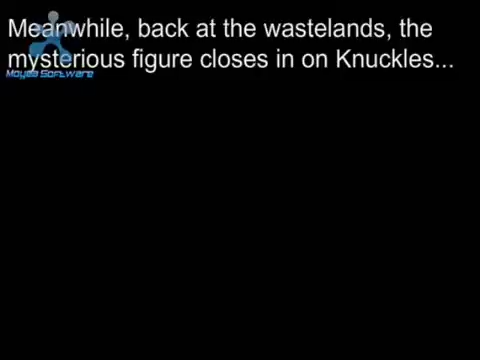 Meanwhile, back at the wastelands, the
mysterious figure closes in on Knuckles...
Moyea Software